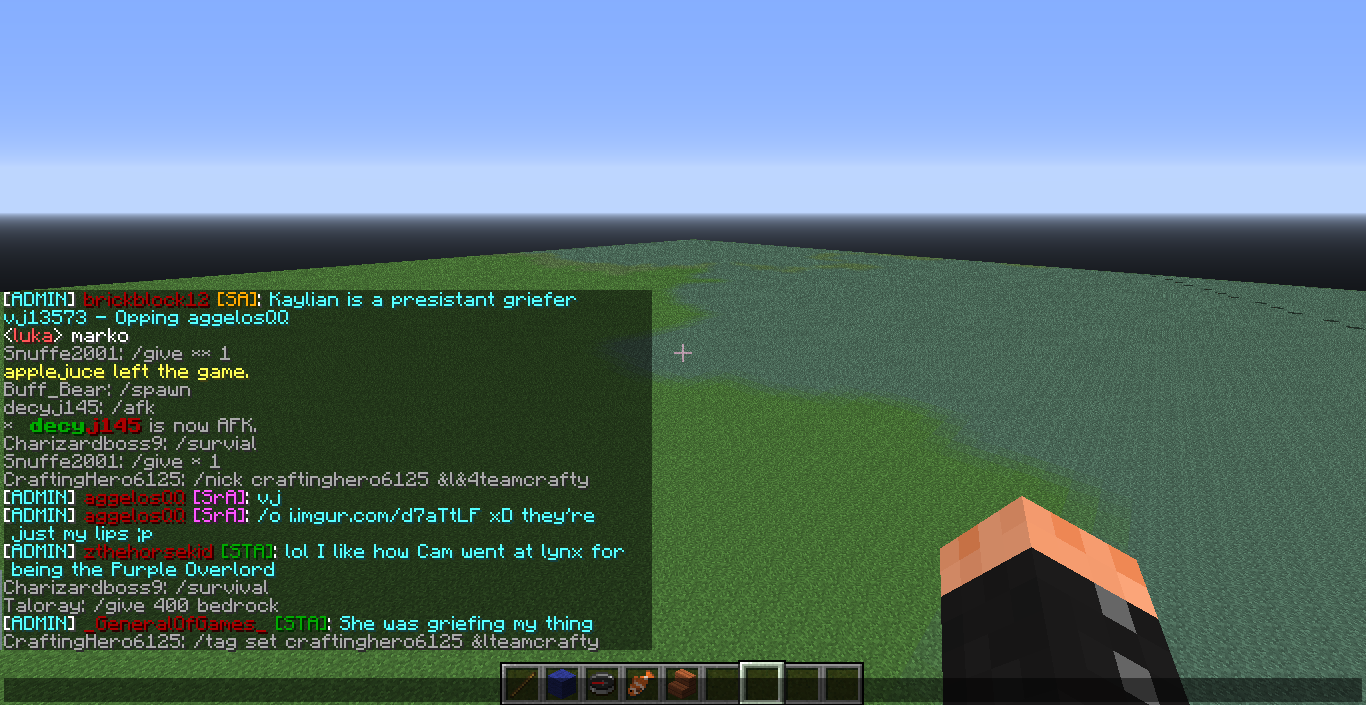 [ADMIN] brickblock12 [SA]: Kaylian is a presistant griefer
vj13573 - Opping aggelosQQ
<luka> marko
Snuffe2001: /give ** 1
applejuce left the game.
Buff_Bear: /spawn
decyj145: /afk
* decyj145 is now AFK.
Charizardboss9: /survial
Snuffe2001: /give * 1
CraftingHero6125: /nick craftinghero6125 &l&4teamcrafty
[ADMIN] aggelosQQ [SrA]: vj
[ADMIN] aggelosQQ [SrA]: /o i.imgur.com/d7aTtLF xD they're
just my lips ;p
[ADMIN] zthehorsekid [STA]: lol I like how Cam went at lynx for
being the Purple Overlord
Charizardboss9: /survival
Taloray: /give 400 bedrock
[ADMIN] _GeneralOfGames_ [STA]: She was griefing my thing
CraftingHero6125: /tag set craftinghero6125 &lteamcrafty